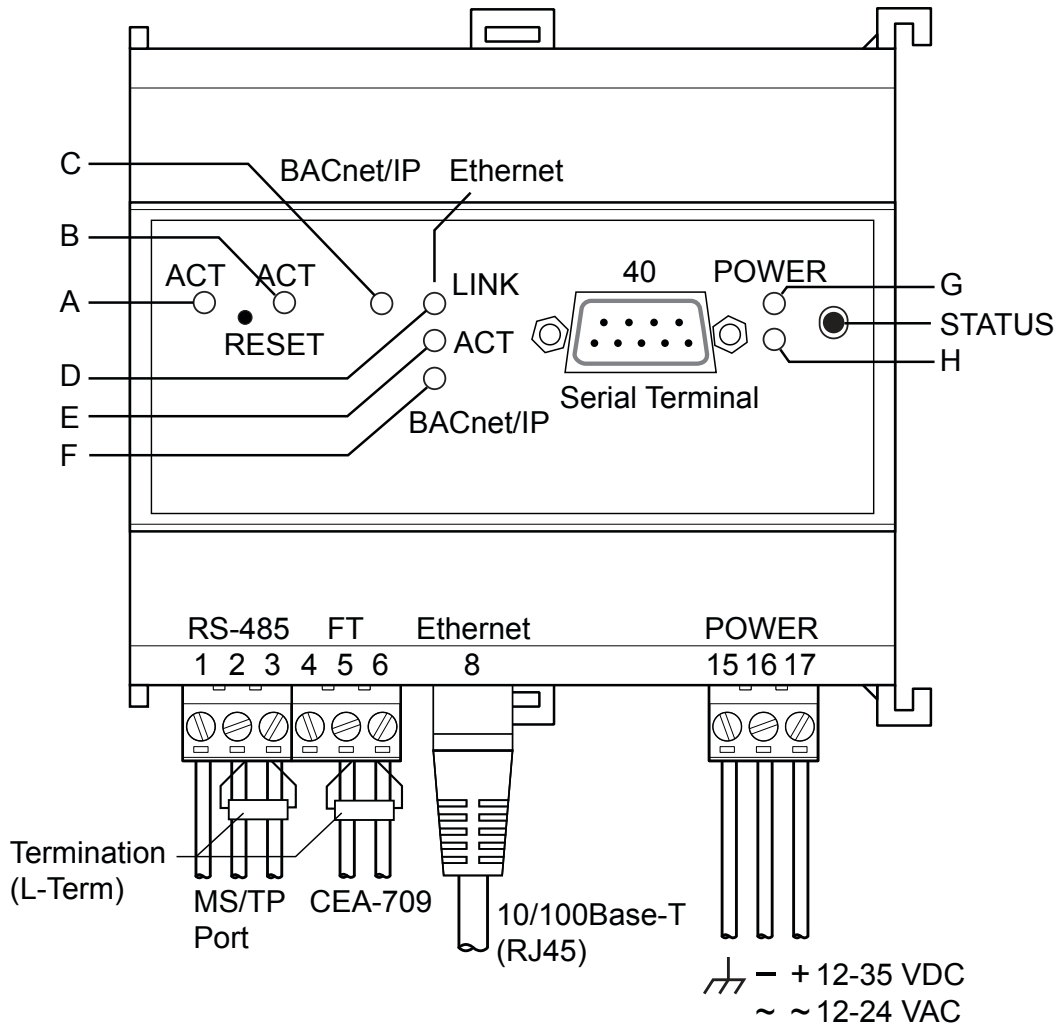 C
BACnet/IP Ethernet
B
ACT ACT
LINK
40
POWER
A
G
RESET
STATUS
ACT
H
D
Serial Terminal
E
BACnet/IP
F
RS-485 FT Ethernet POWER
1 2 3 4 5 6 8 15 16 17
Termination
(L-Term)
MS/TP
Port
CEA-709
10/100Base-T
(RJ45)
– + 12-35 VDC
~ ~ 12-24 VAC